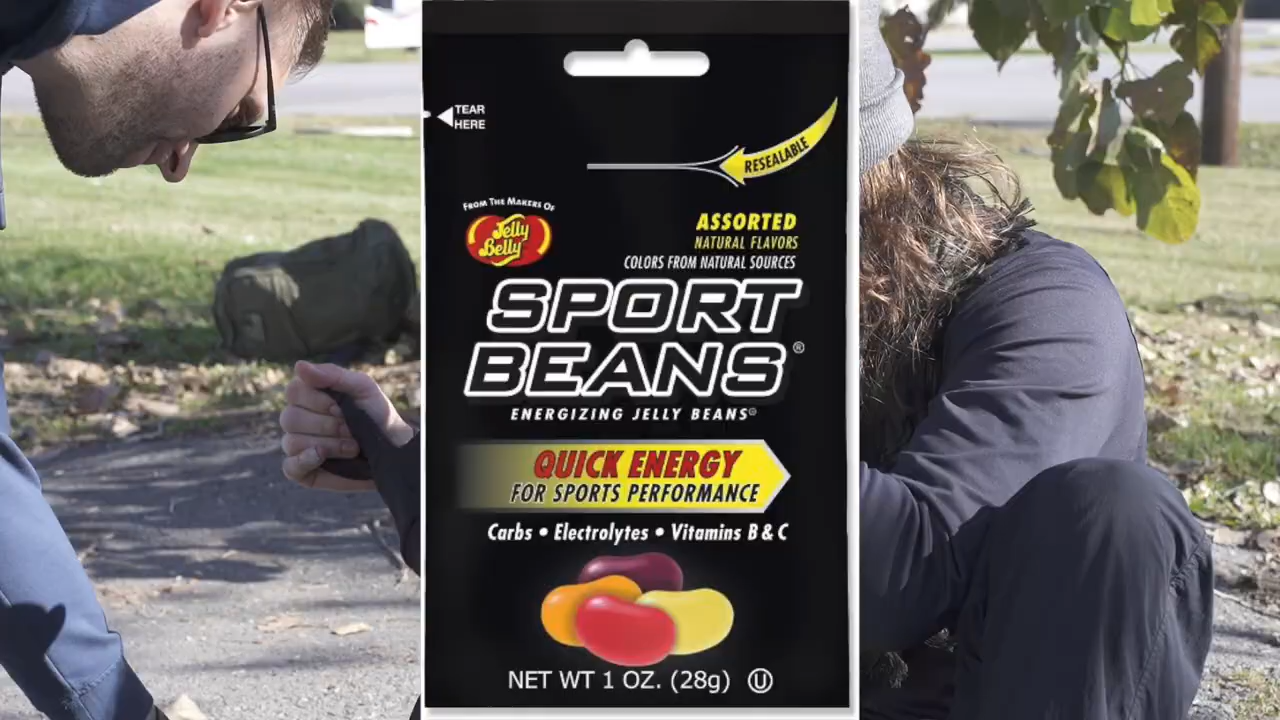 TEAR
HERE
RESEALABLE
FROM THE MAKERS OF
Jelly
Belly
ASSORTED
NATURAL FLAVORS
COLORS FROM NATURAL SOURCES
SPORT
BEANS®
ENERGIZING JELLY BEANS®
QUICK ENERGY
FOR SPORTS PERFORMANCE
Carbs • Electrolytes • Vitamins B & C
NET WT 1 OZ. (28g) U